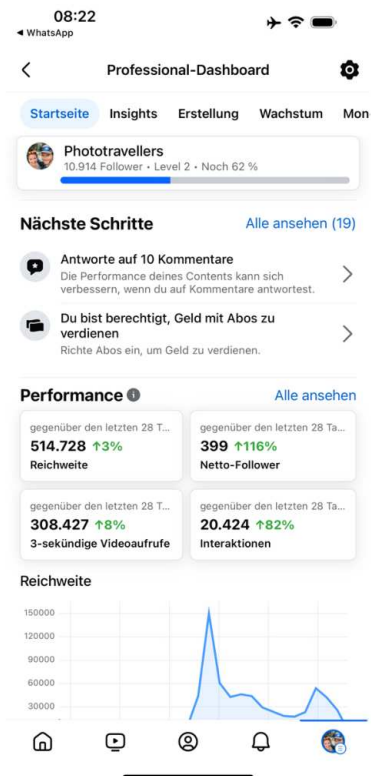 08:22
◀ WhatsApp
Professional-Dashboard
Startseite Insights Erstellung Wachstum Mon
Phototravellers
10.914 Follower • Level 2 • Noch 62 %
Nächste Schritte Alle ansehen (19)
Antworte auf 10 Kommentare
Die Performance deines Contents kann sich
verbessern, wenn du auf Kommentare antwortest.
Du bist berechtigt, Geld mit Abos zu
verdienen
Richte Abos ein, um Geld zu verdienen.
Performance Alle ansehen
gegenüber den letzten 28 T... gegenüber den letzten 28 Ta...
514.728 ↑3% 399 ↑116%
Reichweite Netto-Follower
gegenüber den letzten 28 T... gegenüber den letzten 28 Ta...
308.427 ↑8% 20.424 ↑82%
3-sekündige Videoaufrufe Interaktionen
Reichweite
150000
120000
90000
60000
30000